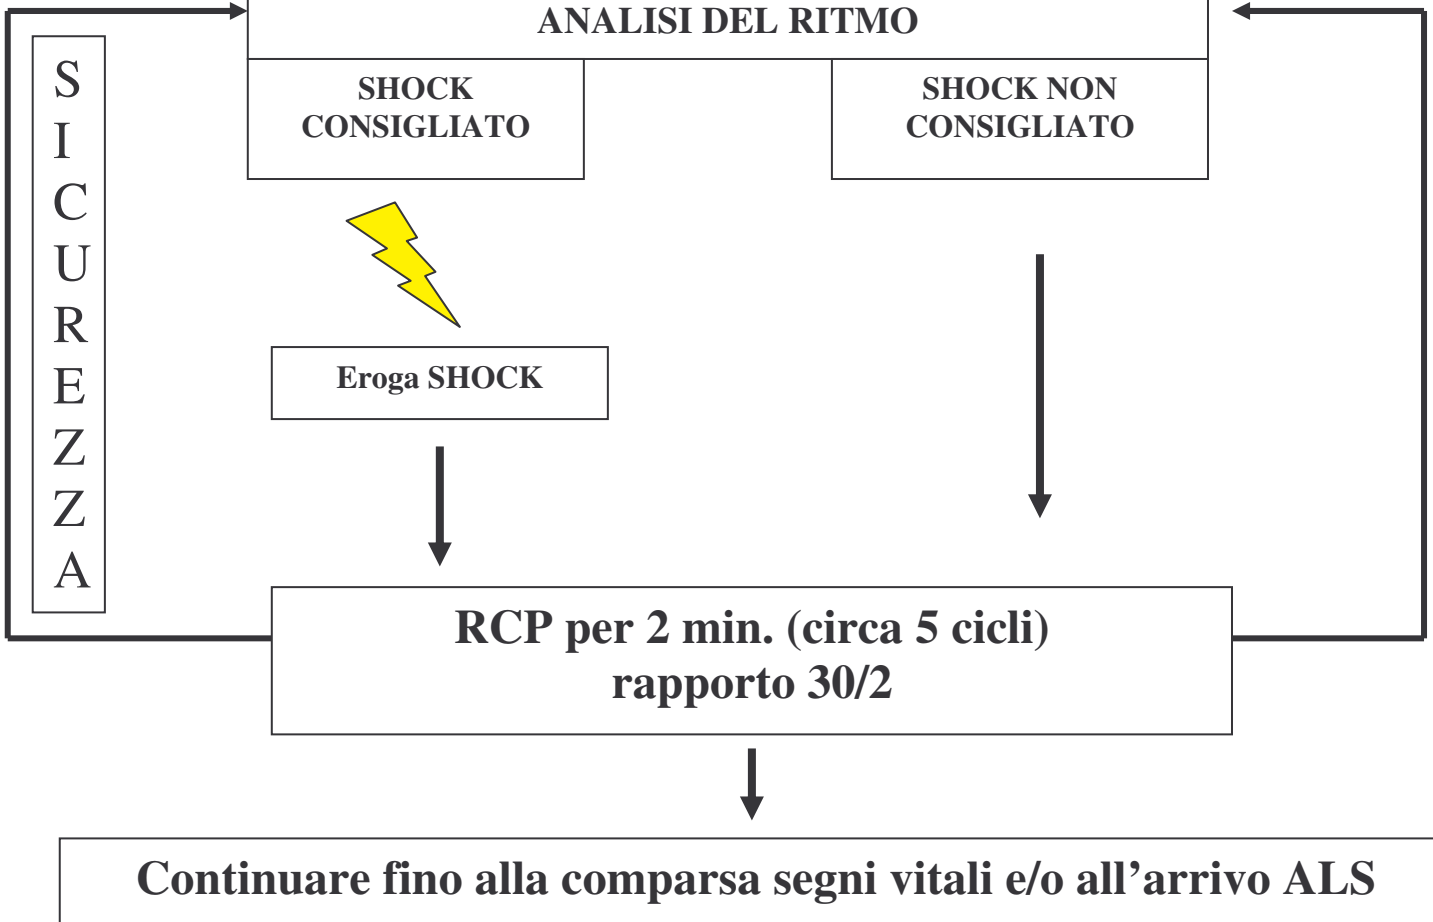 ANALISI DEL RITMO
SHOCK
CONSIGLIATO
SHOCK NON
CONSIGLIATO
S
I
C
U
R
E
Z
Z
A
Eroga SHOCK
RCP per 2 min. (circa 5 cicli)
rapporto 30/2
Continuare fino alla comparsa segni vitali e/o all’arrivo ALS